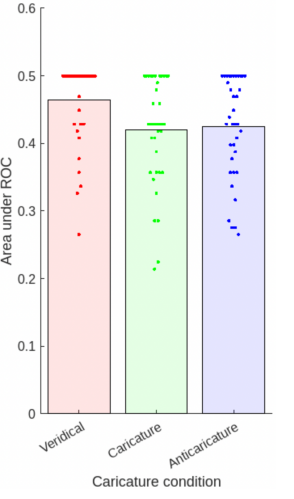 0.6
0.5
0.4
0.3
0.2
0.1
0
Area under ROC
Veridical
Caricature
Anticaricature
Caricature condition